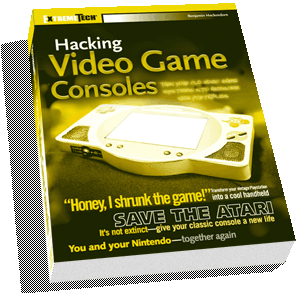 EXTREMETECH
Benjamin Heckendorn
Hacking
Video Game
Consoles
"Honey, I shrunk the game!" Transform your vintage PlayStation
into a cool handheld
SAVE THE ATARI
It's not extinct—give your classic console a new life
You and your Nintendo—together again